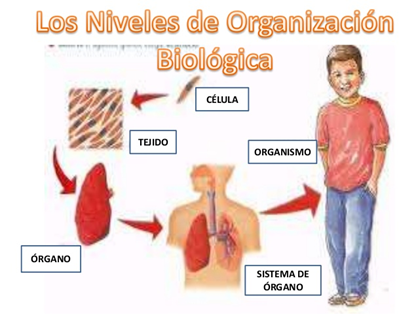 Los Niveles de Organización
Biológica
CÉLULA
TEJIDO
ORGANISMO
ÓRGANO
SISTEMA DE
ÓRGANO